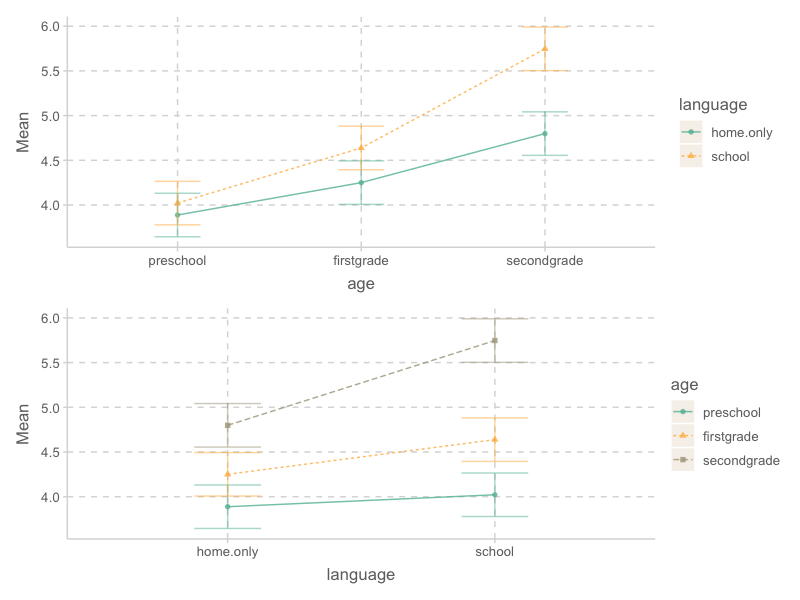 6.0
5.5
5.0
4.5
4.0
Mean
preschool firstgrade secondgrade
age
language
home.only
school
6.0
5.5
5.0
4.5
4.0
Mean
home.only school
language
age
preschool
firstgrade
secondgrade